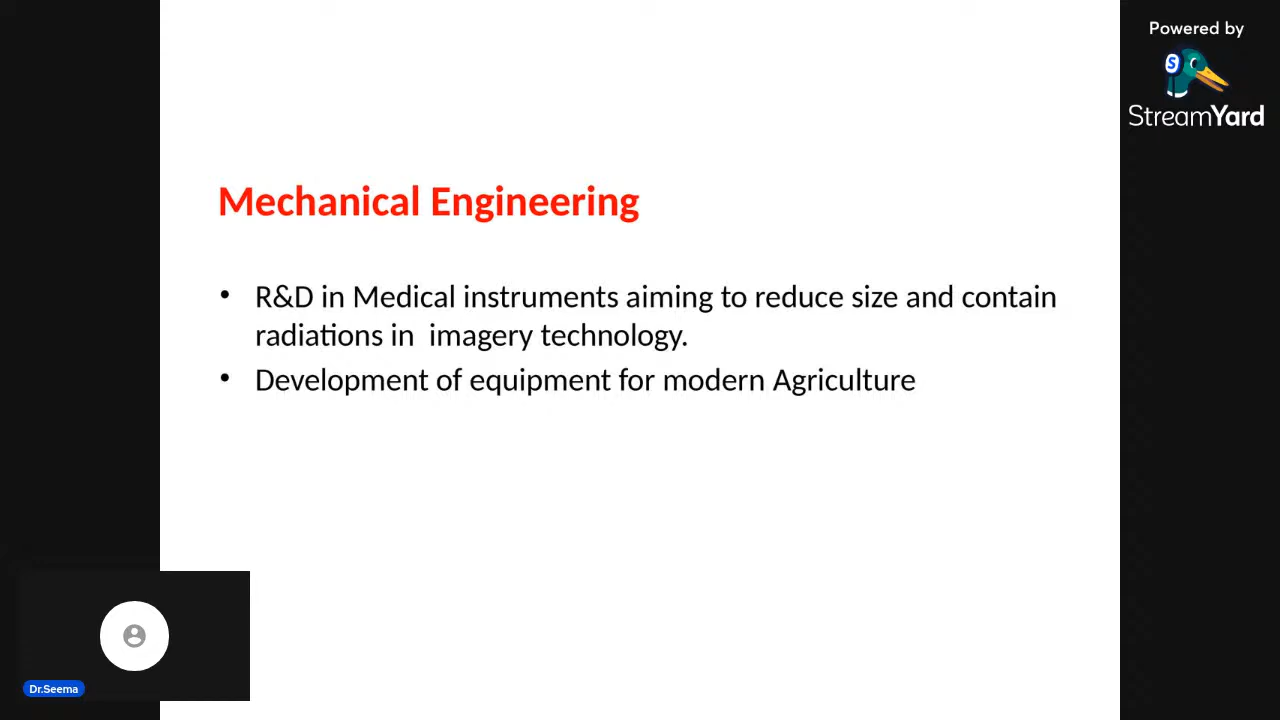 Powered by
S
StreamYard
Mechanical Engineering
• R&D in Medical instruments aiming to reduce size and contain
radiations in  imagery technology.
• Development of equipment for modern Agriculture
Dr.Seema